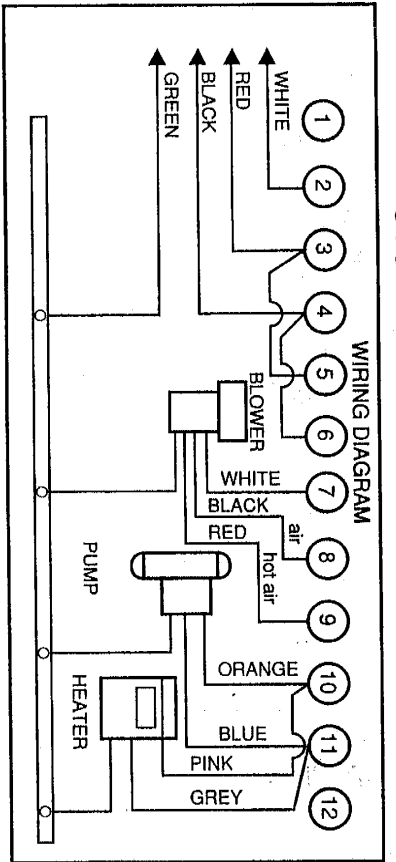 WIRING DIAGRAM
1
2
3
4
5
6
7
8
9
10
11
12
WHITE
RED
BLACK
GREEN
BLOWER
WHITE
BLACK
RED
air
hot air
PUMP
ORANGE
BLUE
PINK
GREY
HEATER